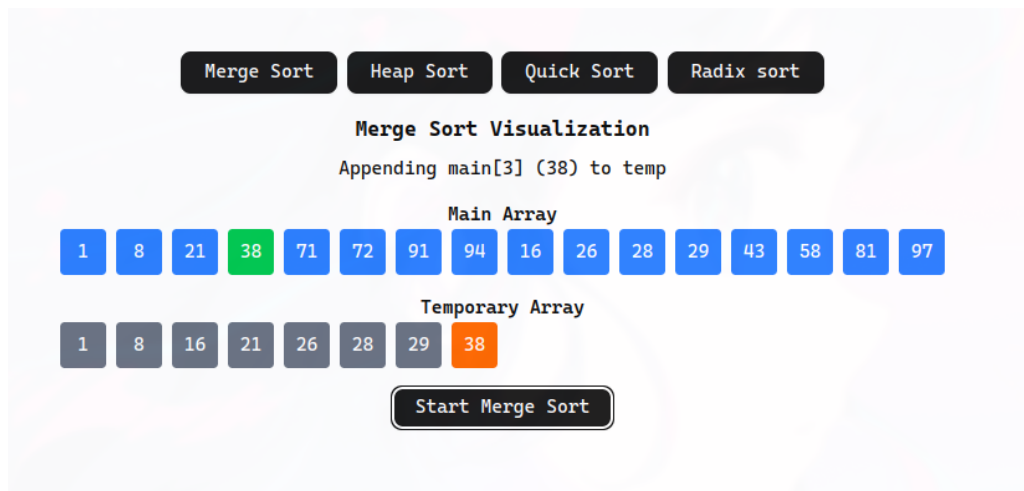 Merge Sort Heap Sort Quick Sort Radix sort
Merge Sort Visualization
Appending main[3] (38) to temp
Main Array
1 8 21 38 71 72 91 94 16 26 28 29 43 58 81 97
Temporary Array
1 8 16 21 26 28 29 38
Start Merge Sort